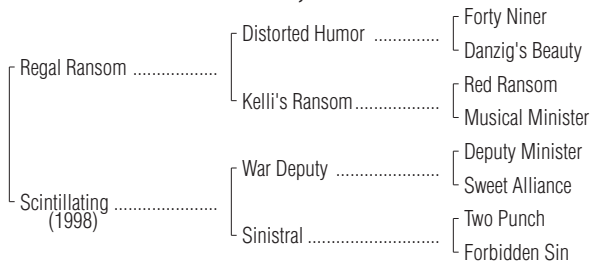 Forty Niner
Distorted Humor ..............
Danzig's Beauty
Regal Ransom ..................
Red Ransom
Kelli's Ransom..................
Musical Minister
Deputy Minister
War Deputy ......................
Sweet Alliance
Scintillating ......................
(1998)
Two Punch
Sinistral ............................
Forbidden Sin